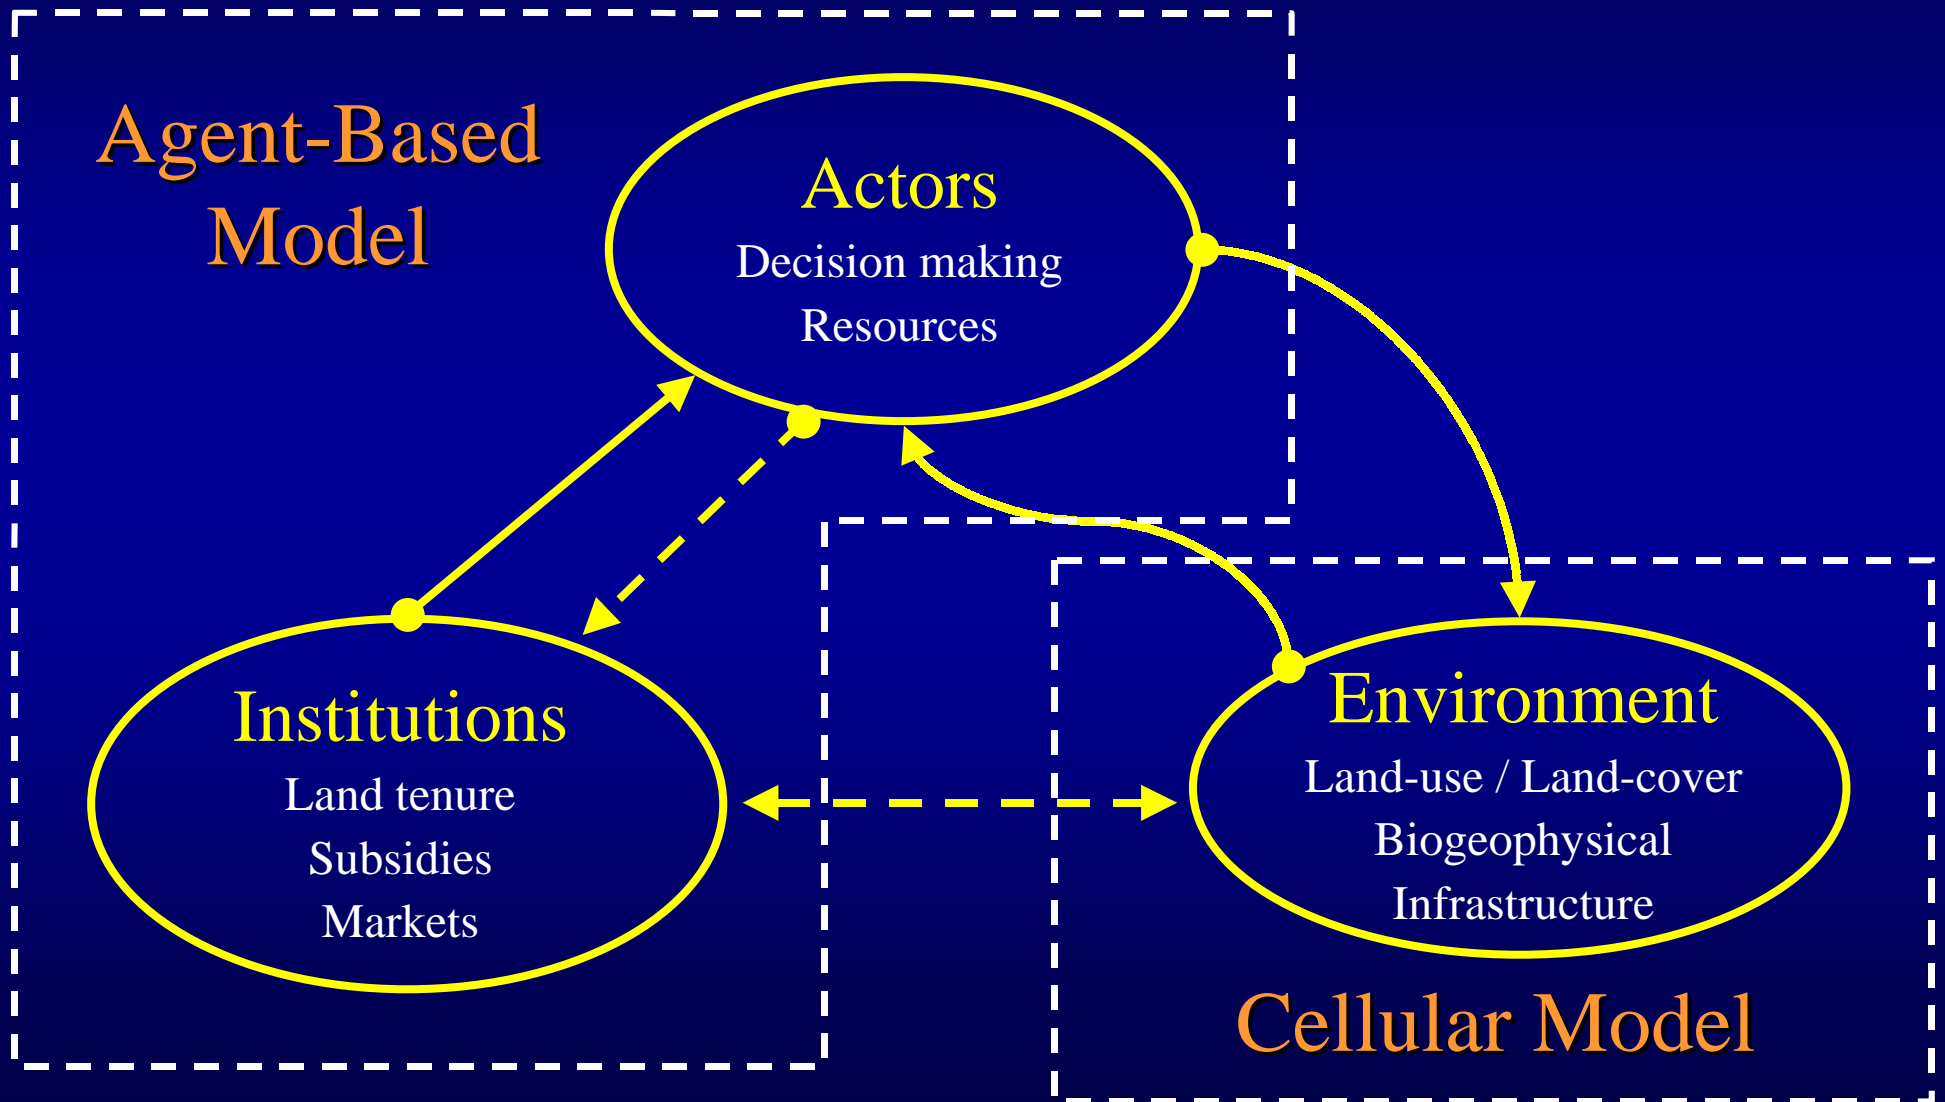 Agent-Based
Model
Actors
Decision making
Resources
Institutions
Land tenure
Subsidies
Markets
Environment
Land-use / Land-cover
Biogeophysical
Infrastructure
Cellular Model